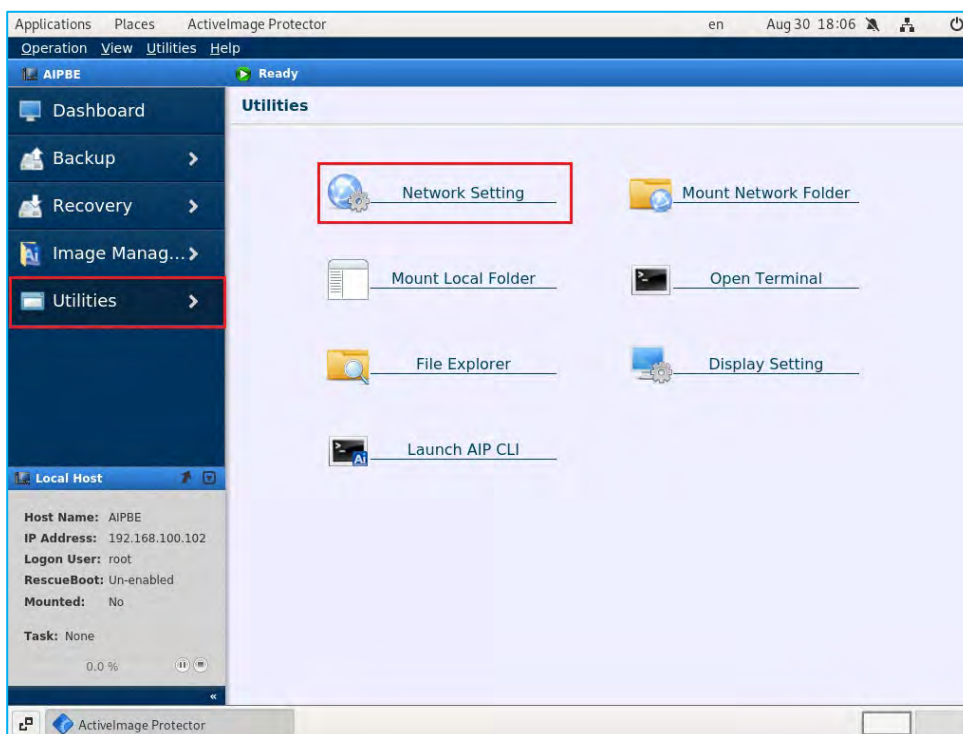 Applications Places ActiveImage Protector en Aug 30 18:06
Operation View Utilities Help
AIPBE Ready
Dashboard
Backup
Recovery
Image Manag...
Utilities
Utilities
Network Setting Mount Network Folder
Mount Local Folder Open Terminal
File Explorer Display Setting
Launch AIP CLI
Local Host
Host Name: AIPBE
IP Address: 192.168.100.102
Logon User: root
RescueBoot: Un-enabled
Mounted: No
Task: None
0.0 %
ActiveImage Protector